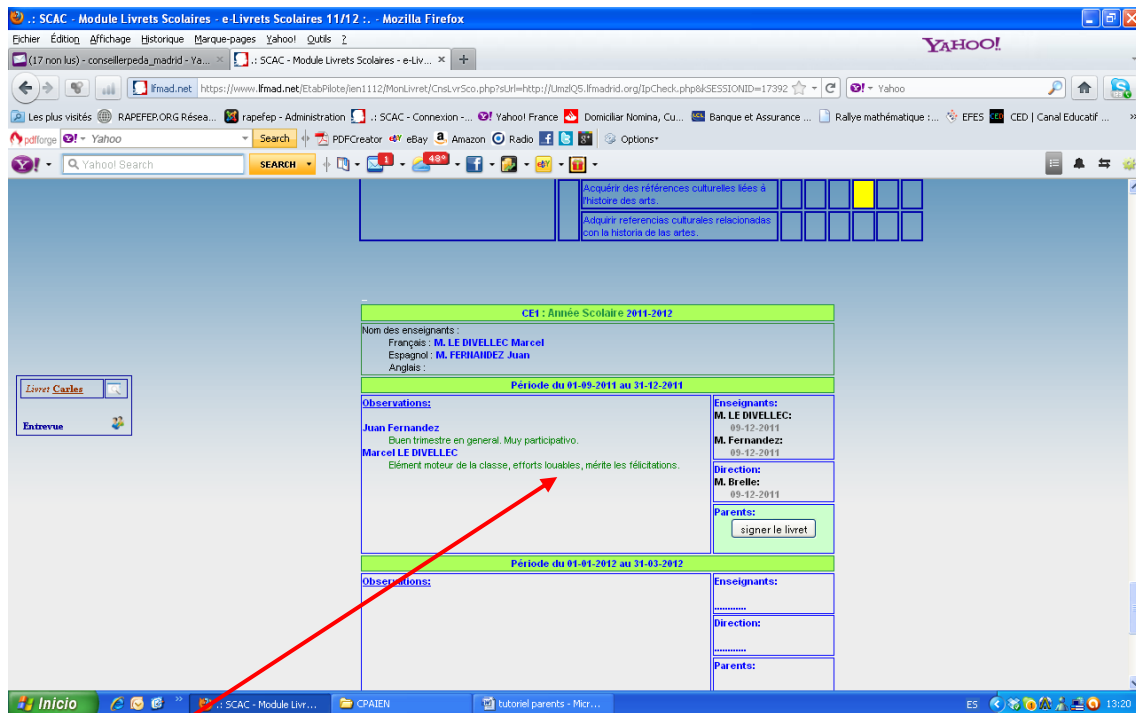 .: SCAC - Module Livrets Scolaires - e-Livrets Scolaires 11/12 :. - Mozilla Firefox
Fichier Édition Affichage Historique Marque-pages Yahoo! Outils ?
YAHOO!
(17 non lus) - conseillerpeda_madrid - Ya... × .: SCAC - Module Livrets Scolaires - e-Liv... × +
lfmad.net https://www.lfmad.net/EtabPilote/ien1112/MonLivret/CnsLvrSco.php?sUrl=http://UmzlQ5.lfmadrid.org/IpCheck.php&kSESSIONID=17392 Yahoo
Les plus visités RAPEFEP.ORG Résea... rapefep - Administration .: SCAC - Connexion -... Yahoo! France Domiciliar Nomina, Cu... Banque et Assurance ... Rallye mathématique :... EFES CED CED | Canal Educatif ... »
pdfforge Yahoo Search PDFCreator eBay Amazon Radio Options
Yahoo! Search SEARCH 1 48°
Acquérir des références culturelles liées á l'histoire des arts.
Adquirir referencias culturales relacionadas con la historia de las artes.
CE1 : Année Scolaire 2011-2012
Nom des enseignants :
Français : M. LE DIVELLEC Marcel
Espagnol : M. FERNANDEZ Juan
Anglais :
Livret Carles
Entrevue
Période du 01-09-2011 au 31-12-2011
Observations:
Juan Fernandez
Buen trimestre en general. Muy participativo.
Marcel LE DIVELLEC
Elément moteur de la classe, efforts louables, mérite les félicitations.
Enseignants:
M. LE DIVELLEC:
09-12-2011
M. Fernandez:
09-12-2011
Direction:
M. Brelle:
09-12-2011
Parents:
signer le livret
Période du 01-01-2012 au 31-03-2012
Observations:
Enseignants:
............
Direction:
............
Parents:
Inicio » .: SCAC - Module Livr... CPAIEN tutoriel parents - Micr... ES 13:20